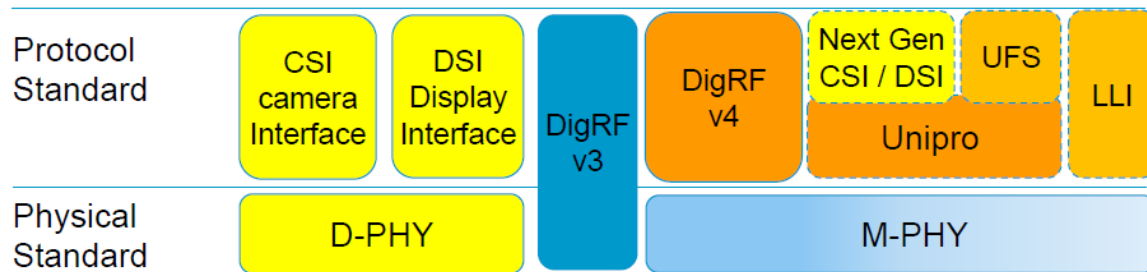 Protocol
Standard
CSI
camera
Interface
DSI
Display
Interface
DigRF
v3
DigRF
v4
Next Gen
CSI / DSI
UFS
Unipro
LLI
Physical
Standard
D-PHY
M-PHY